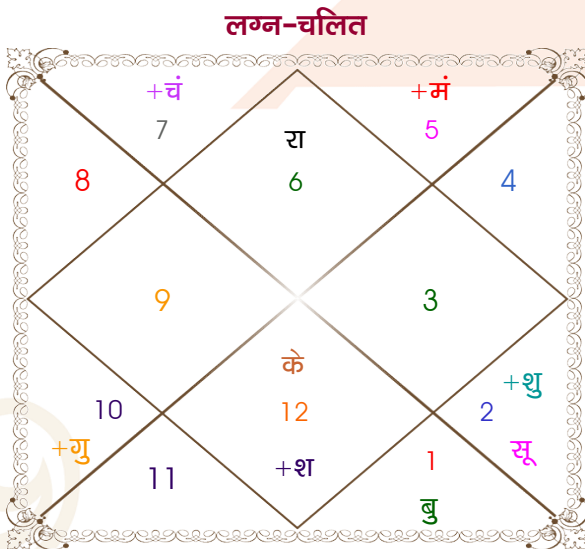 लग्न-चलित
+चं +मं
7 रा 5
8 6 4
9 3
के
+शु
10 12 2
+गु +श सू
11 1
बु